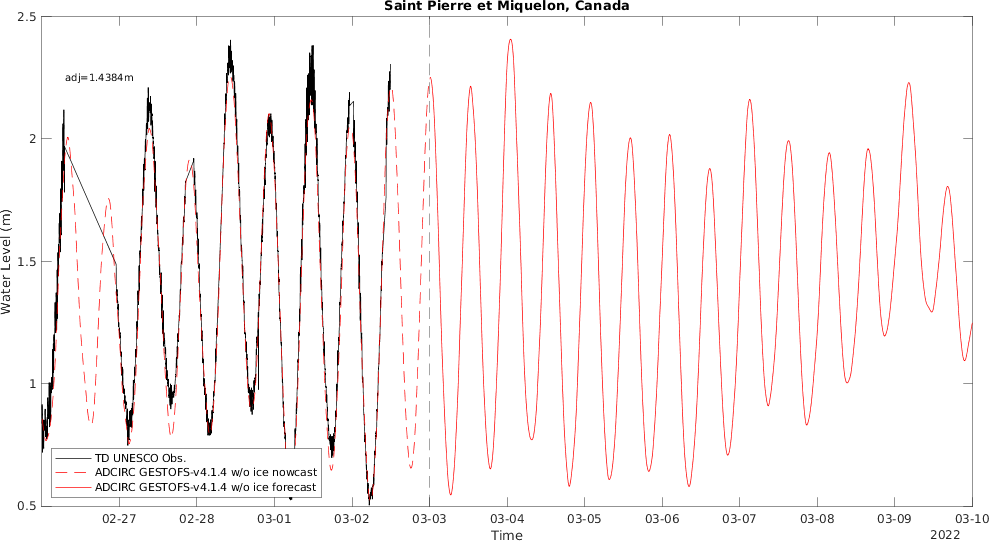 Saint Pierre et Miquelon, Canada
2.5
adj=1.4384m
2
Water Level (m)
1.5
1
TD UNESCO Obs.
ADCIRC GESTOFS-v4.1.4 w/o ice nowcast
ADCIRC GESTOFS-v4.1.4 w/o ice forecast
0.5
02-27 02-28 03-01 03-02 03-03 03-04 03-05 03-06 03-07 03-08 03-09 03-10
Time
2022